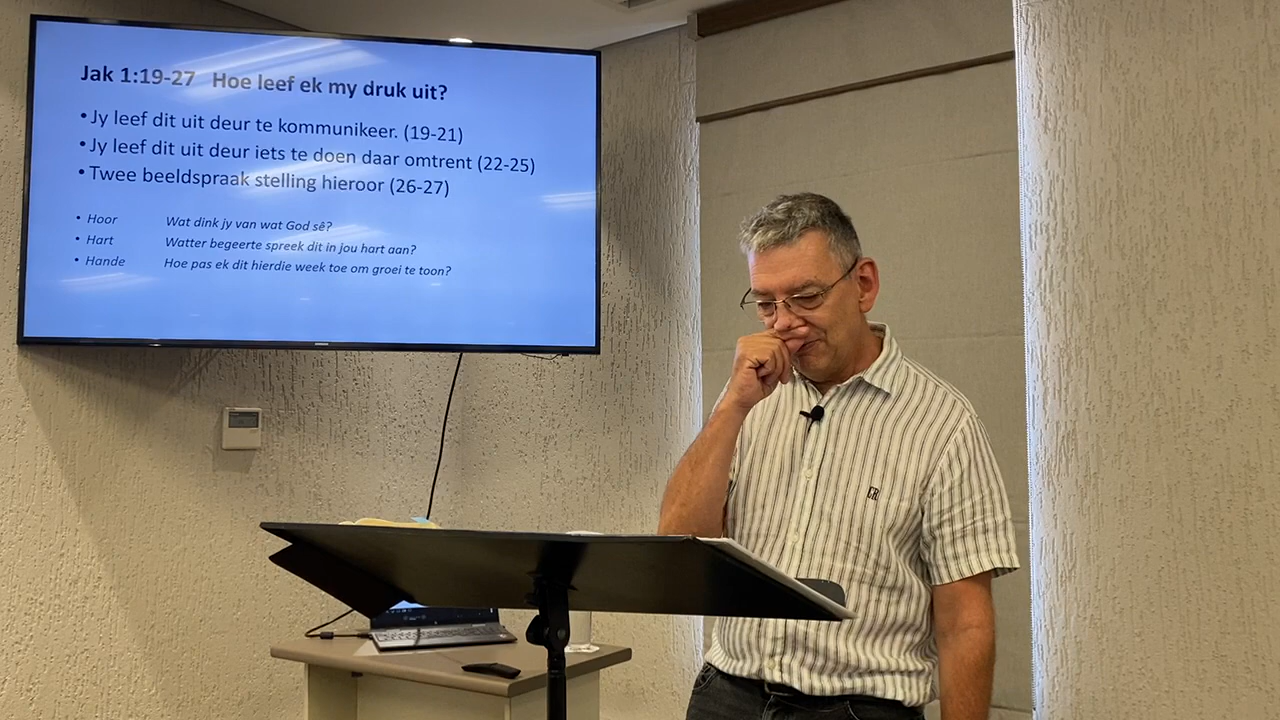 Jak 1:19-27 Hoe leef ek my druk uit?
• Jy leef dit uit deur te kommunikeer. (19-21)
• Jy leef dit uit deur iets te doen daar omtrent (22-25)
• Twee beeldspraak stelling hieroor (26-27)
• Hoor Wat dink jy van wat God sê?
• Hart Watter begeerte spreek dit in jou hart aan?
• Hande Hoe pas ek dit hierdie week toe om groei te toon?